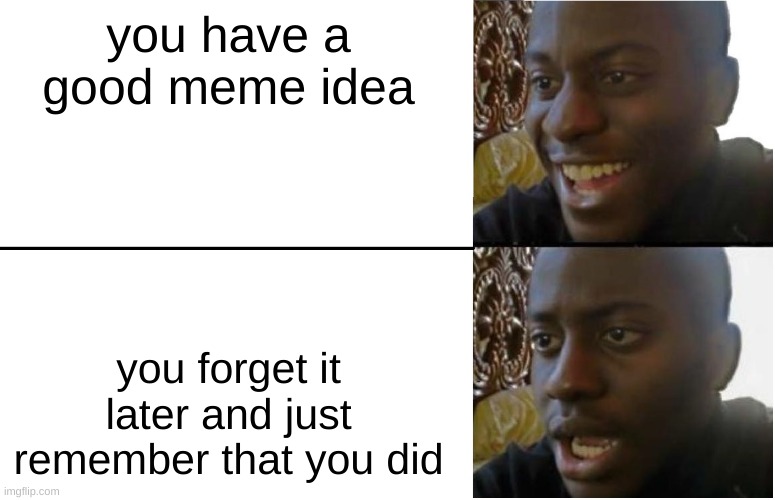 you have a
good meme idea
you forget it
later and just
remember that you did
imgflip.com